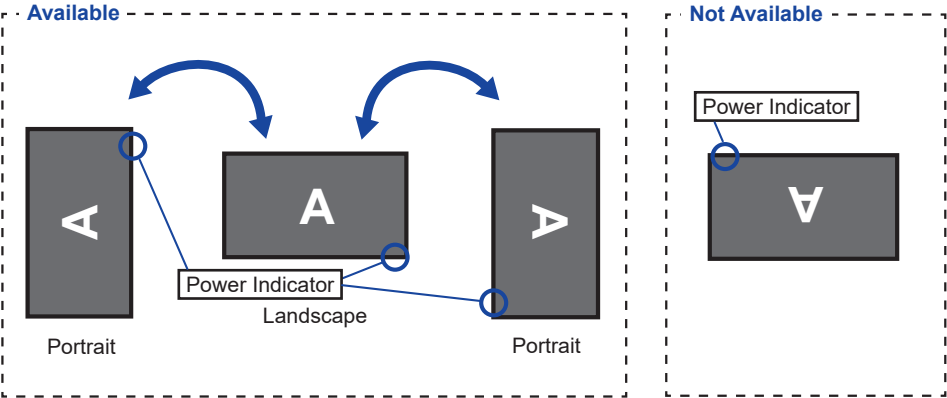 Available
Not Available
Power Indicator
A
A
A
A
Power Indicator
Landscape
Portrait
Portrait